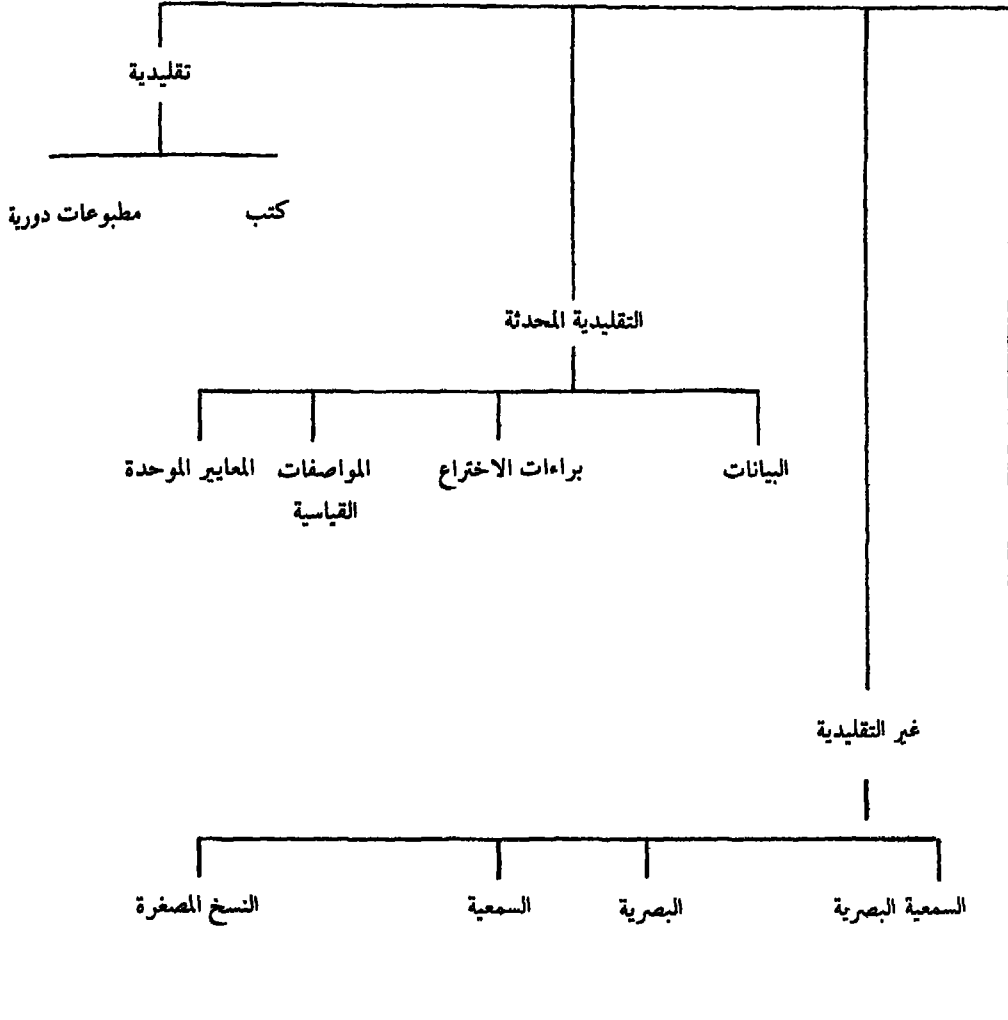 تقليدية
كتب
مطبوعات دورية
التقليدية المحدثة
البيانات
براءات الاختراع
المواصفات
القياسية
المعايير الموحدة
غير التقليدية
السمعية البصرية
البصرية
السمعية
النسخ المصغرة